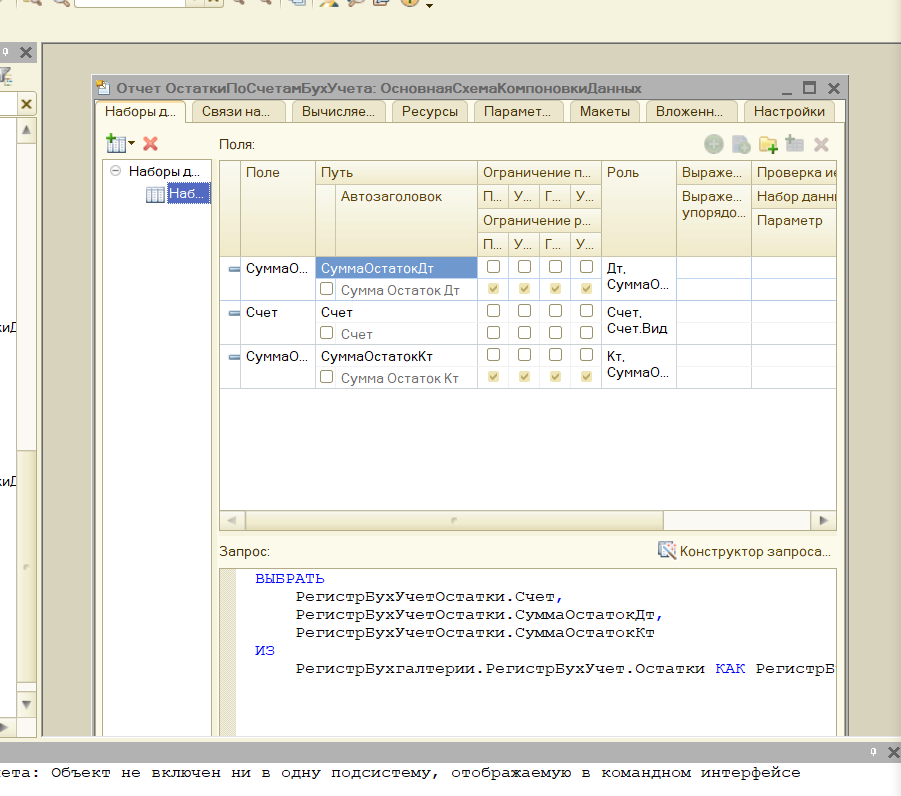 Отчет ОстаткиПоСчетамБухУчета: ОсновнаяСхемаКомпоновкиДанных
Наборы д... Связи на... Вычисляе... Ресурсы Парамет... Макеты Вложенн... Настройки
Поля:
Наборы д...
Наб...
Поле Путь Ограничение п... Роль Выраже... Проверка ие
Автозаголовок П... У... Г... У... Выраже... упорядо... Набор данны
Ограничение р... Параметр
П... У... Г... У...
СуммаО... СуммаОстатокДт Дт,
Сумма Остаток Дт СуммаО...
Счет Счет Счет,
Счет Счет.Вид
СуммаО... СуммаОстатокКт Кт,
Сумма Остаток Кт СуммаО...
киД
киД
Запрос: Конструктор запроса...
ВЫБРАТЬ
РегистрБухУчетОстатки.Счет,
РегистрБухУчетОстатки.СуммаОстатокДт,
РегистрБухУчетОстатки.СуммаОстатокКт
ИЗ
РегистрБухгалтерии.РегистрБухУчет.Остатки КАК РегистрБ
ета: Объект не включен ни в одну подсистему, отображаемую в командном интерфейсе